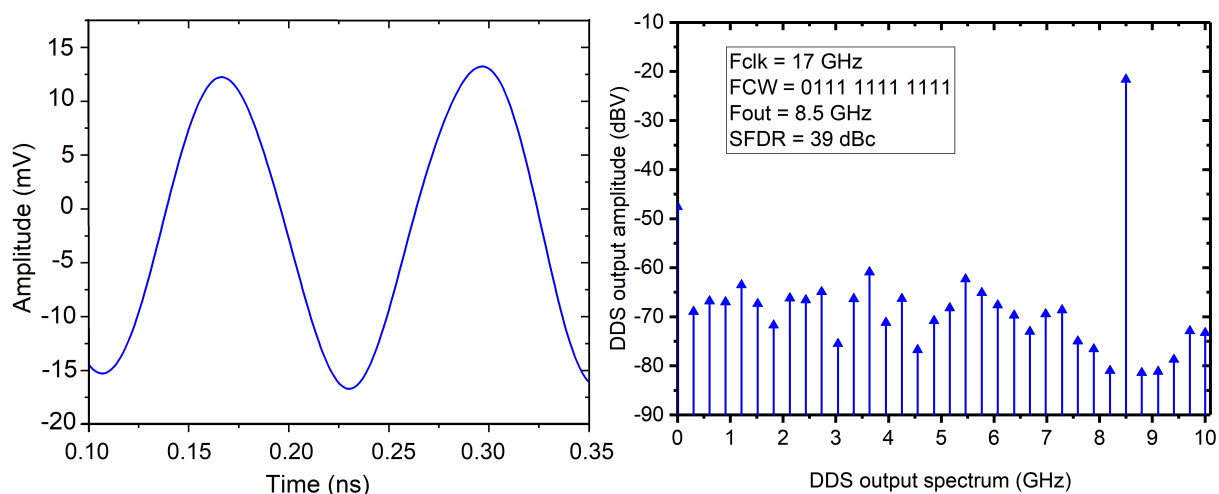 15
10
5
0
-5
-10
-15
-20
Amplitude (mV)
0.10 0.15 0.20 0.25 0.30 0.35
Time (ns)
-10
-20
-30
-40
-50
-60
-70
-80
-90
DDS output amplitude (dBV)
Fclk = 17 GHz
FCW = 0111 1111 1111
Fout = 8.5 GHz
SFDR = 39 dBc
0 1 2 3 4 5 6 7 8 9 10
DDS output spectrum (GHz)